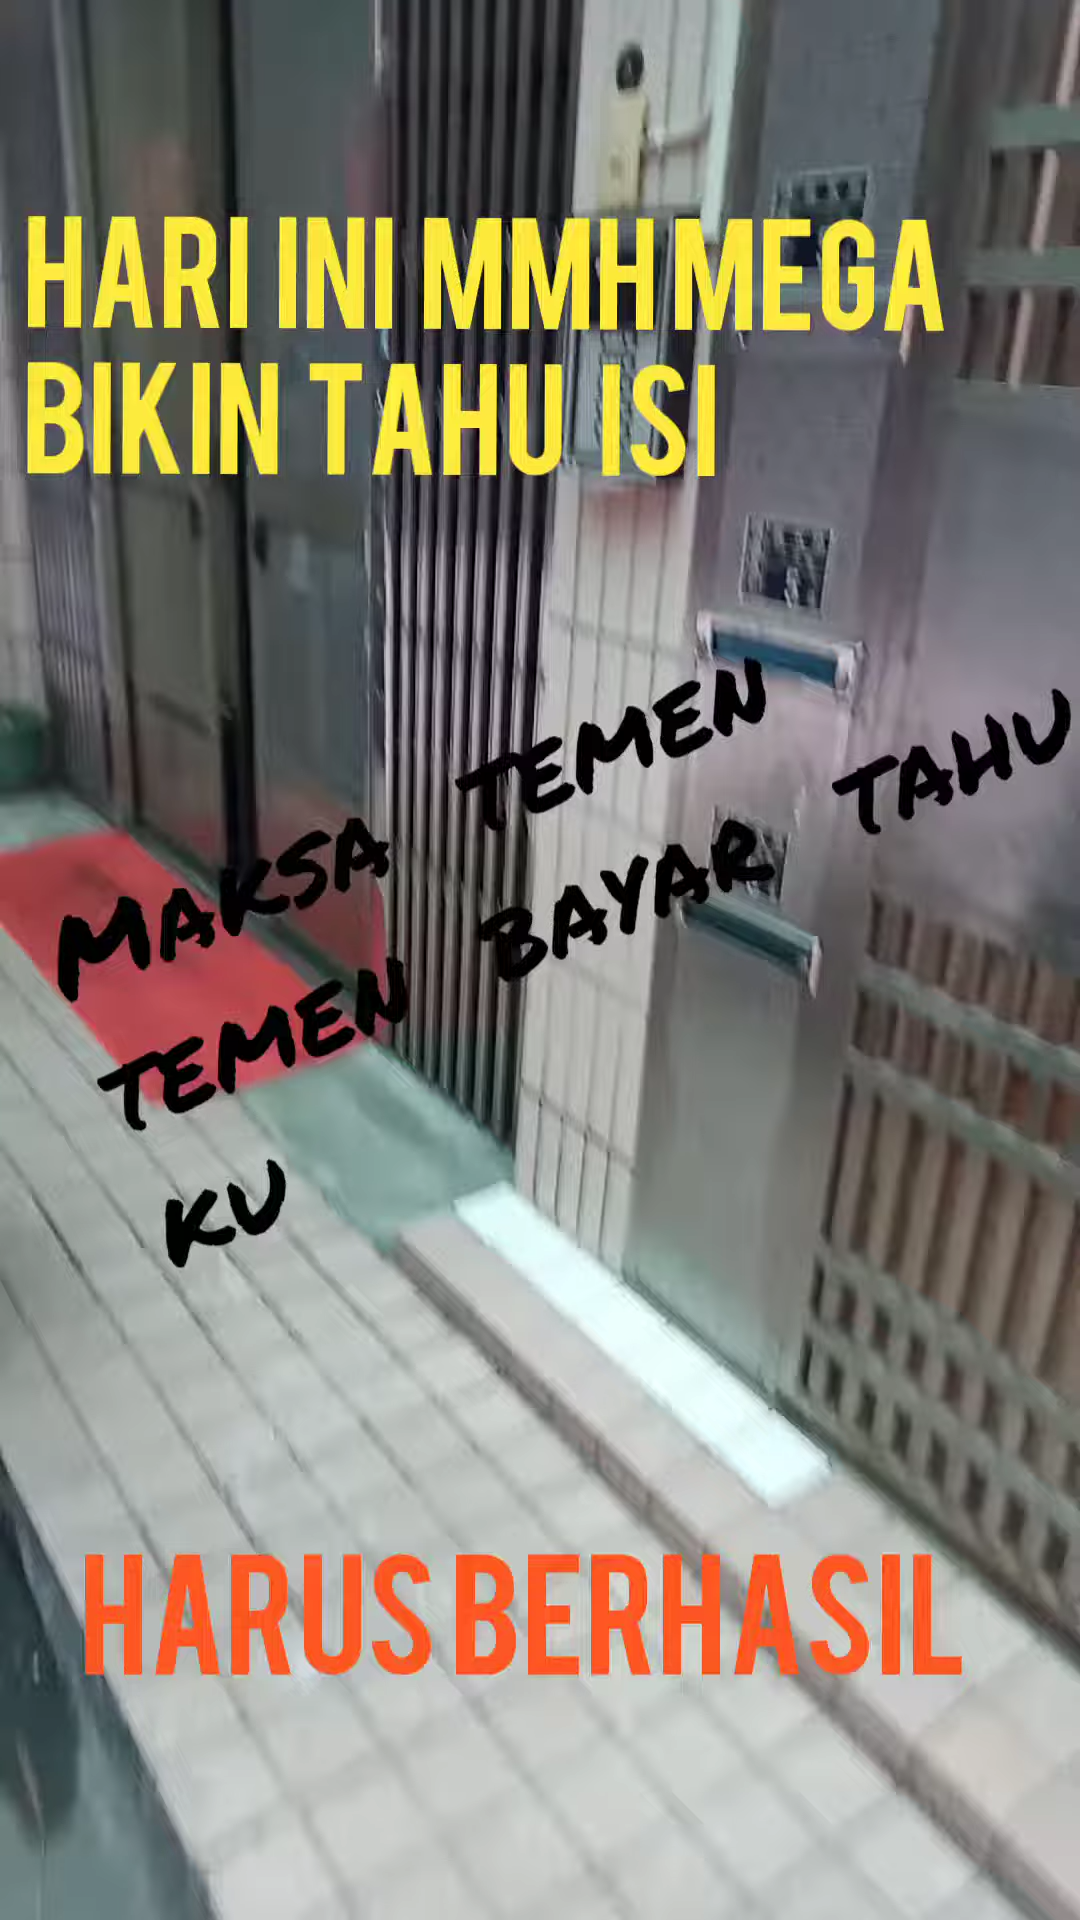 HARI INI MMH MEGA
BIKIN TAHU ISI
MAKSA TEMEN TAHU
TEMEN BAYAR
KU
HARUS BERHASIL